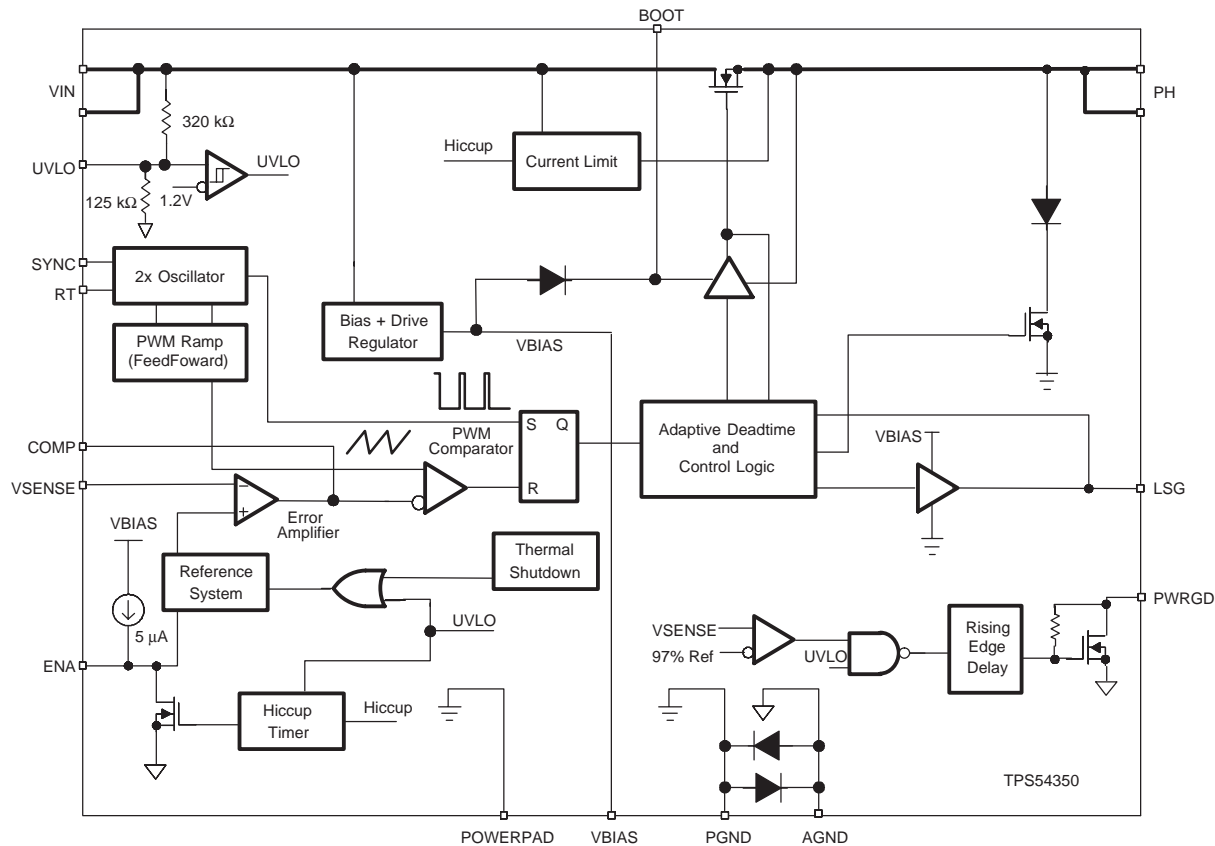 BOOT
VIN
PH
320 kΩ
Hiccup
Current Limit
UVLO
UVLO
125 kΩ
1.2V
SYNC
2x Oscillator
RT
Bias + Drive
Regulator
VBIAS
PWM Ramp
(FeedFoward)
COMP
PWM
Comparator
S Q
R
Adaptive Deadtime
and
Control Logic
VBIAS
VSENSE
−
+
Error
Amplifier
LSG
VBIAS
Thermal
Shutdown
Reference
System
5 µA
UVLO
PWRGD
VSENSE
97% Ref
UVLO
Rising
Edge
Delay
ENA
Hiccup
Timer
Hiccup
TPS54350
POWERPAD
VBIAS
PGND
AGND